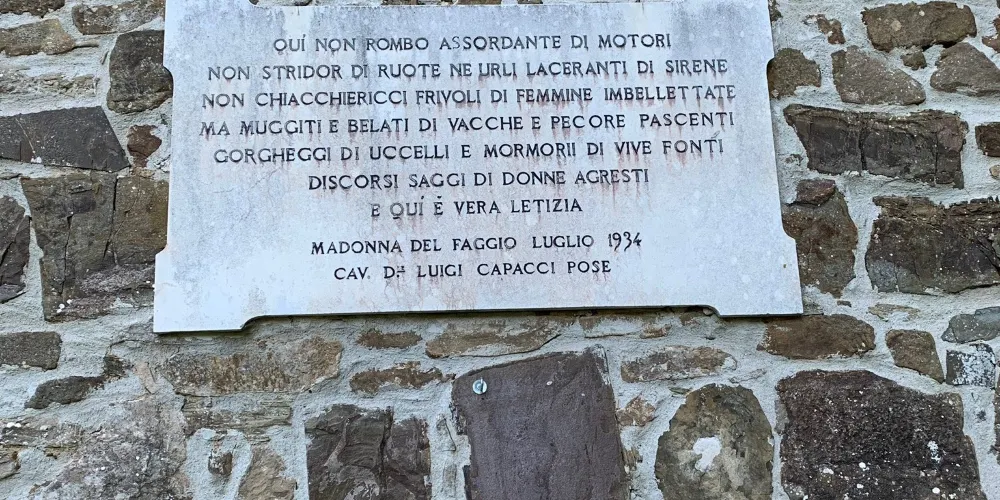 QUÍ NON ROMBO ASSORDANTE DI MOTORI
NON STRIDOR DI RUOTE NE URLI LACERANTI DI SIRENE
NON CHIACCHIERICCI FRIVOLI DI FEMMINE IMBELLETTATE
MA MUGGITI E BELATI DI VACCHE E PECORE PASCENTI
GORGHEGGI DI UCCELLI E MORMORII DI VIVE FONTI
DISCORSI SAGGI DI DONNE AGRESTI
E QUÍ É VERA LETIZIA
MADONNA DEL FAGGIO LUGLIO 1934
CAV. Dr. LUIGI CAPACCI POSE